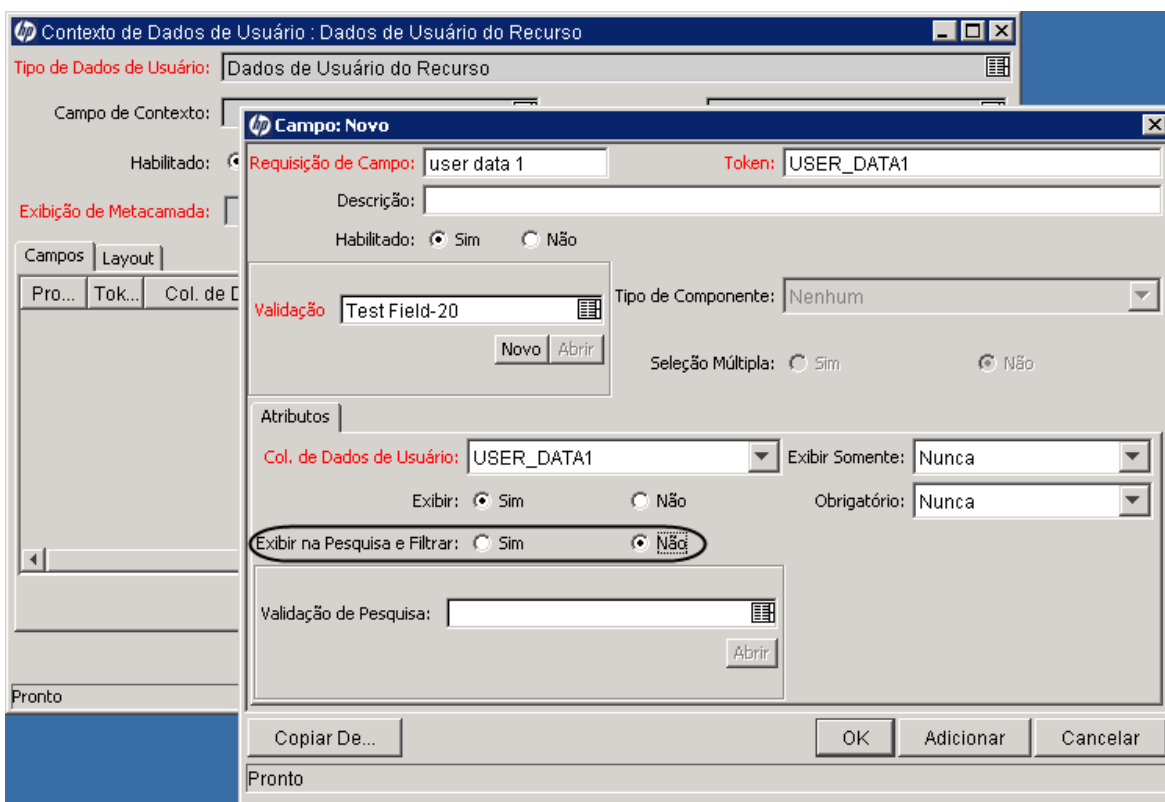 Contexto de Dados de Usuário : Dados de Usuário do Recurso
Tipo de Dados de Usuário: Dados de Usuário do Recurso
Campo de Contexto:
Habilitado:
Exibição de Metacamada:
Campos Layout
Pro... Tok... Col. de D
Pronto
hp Campo: Novo
Requisição de Campo: user data 1 Token: USER_DATA1
Descrição:
Habilitado: Sim Não
Validação Test Field-20 Tipo de Componente: Nenhum
Novo Abrir Seleção Múltipla: Sim Não
Atributos
Col. de Dados de Usuário: USER_DATA1 Exibir Somente: Nunca
Exibir: Sim Não Obrigatório: Nunca
Exibir na Pesquisa e Filtrar: Sim Não
Validação de Pesquisa:
Abrir
Copiar De... OK Adicionar Cancelar
Pronto